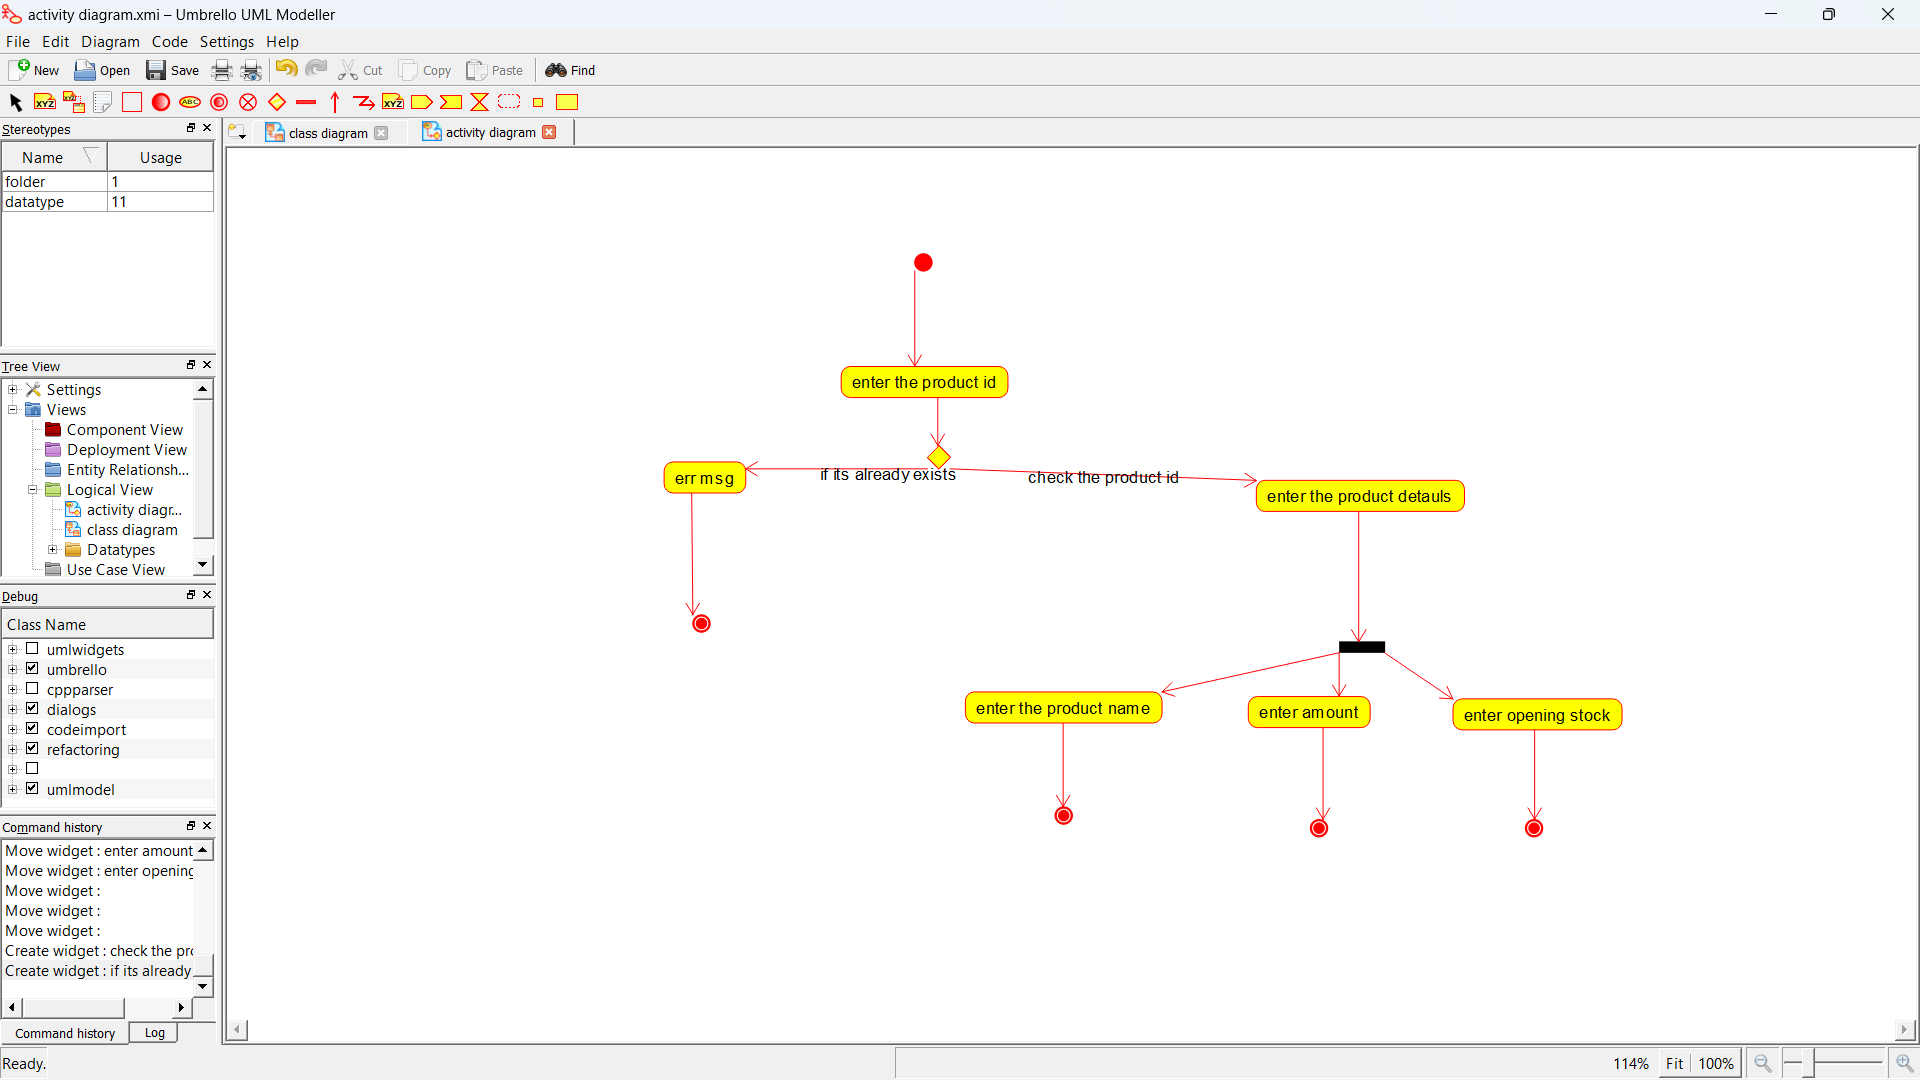 activity diagram.xmi – Umbrello UML Modeller
File Edit Diagram Code Settings Help
New Open Save Cut Copy Paste Find
XYZ XYZ ABC XYZ
Stereotypes
class diagram activity diagram
Name Usage
folder 1
datatype 11
Tree View
Settings
Views
Component View
Deployment View
Entity Relationsh...
Logical View
activity diagr...
class diagram
Datatypes
Use Case View
Debug
Class Name
umlwidgets
umbrello
cppparser
dialogs
codeimport
refactoring
umlmodel
Command history
Move widget : enter amount
Move widget : enter opening
Move widget :
Move widget :
Move widget :
Create widget : check the pro
Create widget : if its already
Command history Log
Ready.
enter the product id
err msg
if its already exists
check the product id
enter the product detauls
enter the product name
enter amount
enter opening stock
114% Fit 100%